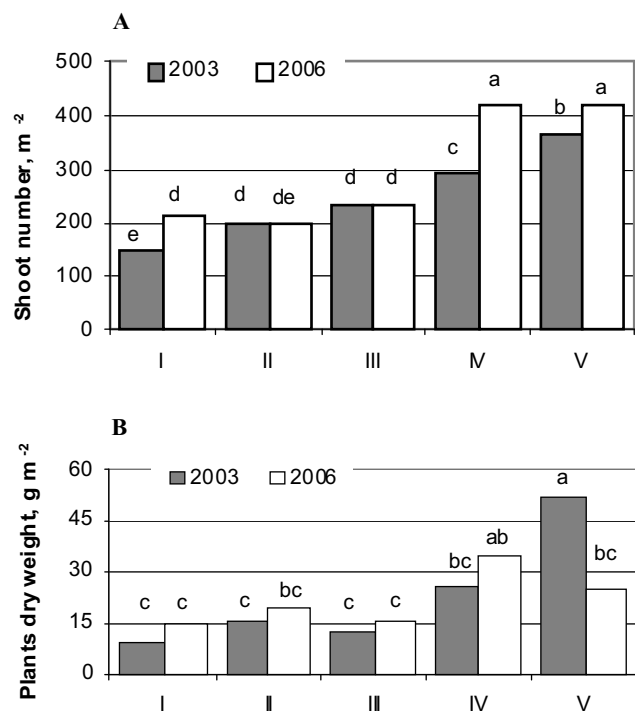 A
Shoot number, m⁻²
500
400
300
200
100
0
2003 2006
e d d de d d c a b a
I II III IV V
B
Plants dry weight, g m⁻²
60
45
30
15
0
2003 2006
c c c bc c c bc ab a bc
I II III IV V